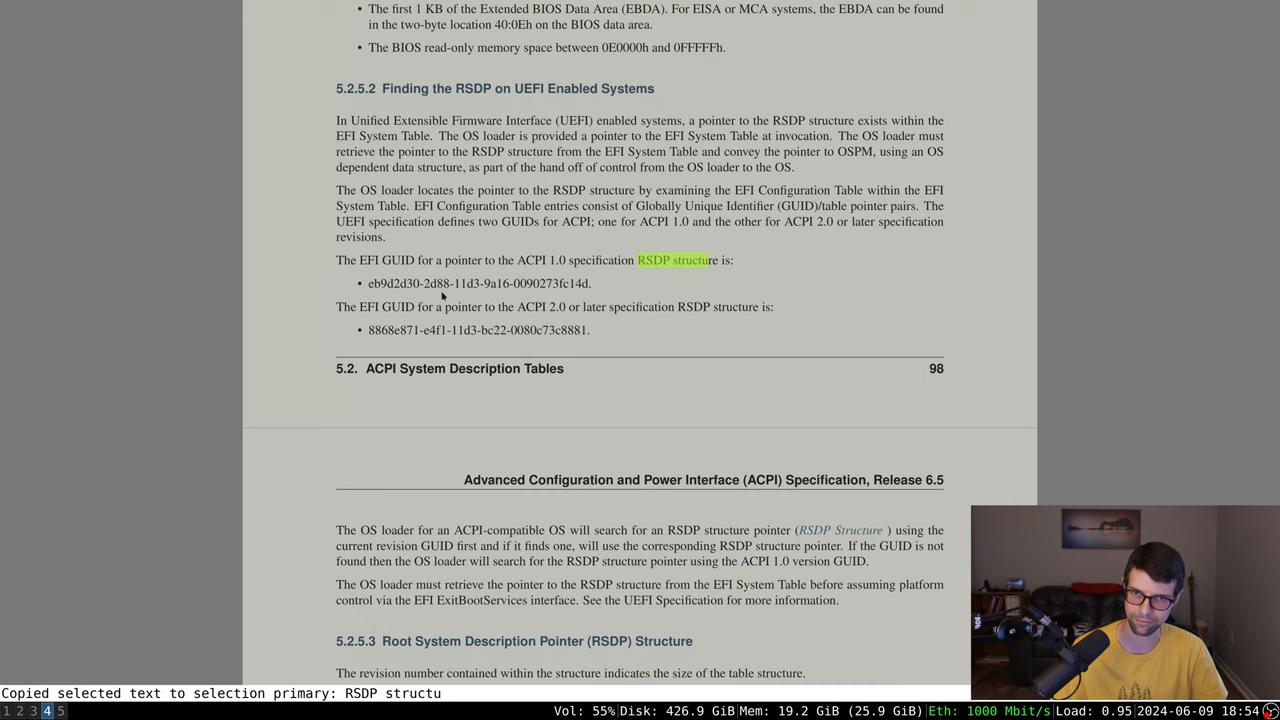 • The first 1 KB of the Extended BIOS Data Area (EBDA). For EISA or MCA systems, the EBDA can be found
in the two-byte location 40:0Eh on the BIOS data area.
• The BIOS read-only memory space between 0E0000h and 0FFFFFh.
5.2.5.2 Finding the RSDP on UEFI Enabled Systems
In Unified Extensible Firmware Interface (UEFI) enabled systems, a pointer to the RSDP structure exists within the
EFI System Table. The OS loader is provided a pointer to the EFI System Table at invocation. The OS loader must
retrieve the pointer to the RSDP structure from the EFI System Table and convey the pointer to OSPM, using an OS
dependent data structure, as part of the hand off of control from the OS loader to the OS.
The OS loader locates the pointer to the RSDP structure by examining the EFI Configuration Table within the EFI
System Table. EFI Configuration Table entries consist of Globally Unique Identifier (GUID)/table pointer pairs. The
UEFI specification defines two GUIDs for ACPI; one for ACPI 1.0 and the other for ACPI 2.0 or later specification
revisions.
The EFI GUID for a pointer to the ACPI 1.0 specification RSDP structure is:
• eb9d2d30-2d88-11d3-9a16-0090273fc14d.
The EFI GUID for a pointer to the ACPI 2.0 or later specification RSDP structure is:
• 8868e871-e4f1-11d3-bc22-0080c73c8881.
5.2. ACPI System Description Tables 98
Advanced Configuration and Power Interface (ACPI) Specification, Release 6.5
The OS loader for an ACPI-compatible OS will search for an RSDP structure pointer (RSDP Structure ) using the
current revision GUID first and if it finds one, will use the corresponding RSDP structure pointer. If the GUID is not
found then the OS loader will search for the RSDP structure pointer using the ACPI 1.0 version GUID.
The OS loader must retrieve the pointer to the RSDP structure from the EFI System Table before assuming platform
control via the EFI ExitBootServices interface. See the UEFI Specification for more information.
5.2.5.3 Root System Description Pointer (RSDP) Structure
The revision number contained within the structure indicates the size of the table structure.
Copied selected text to selection primary: RSDP structu
1 2 3 4 5 Vol: 55%|Disk: 426.9 GiB|Mem: 19.2 GiB (25.9 GiB)|Eth: 1000 Mbit/s|Load: 0.95|2024-06-09 18:54